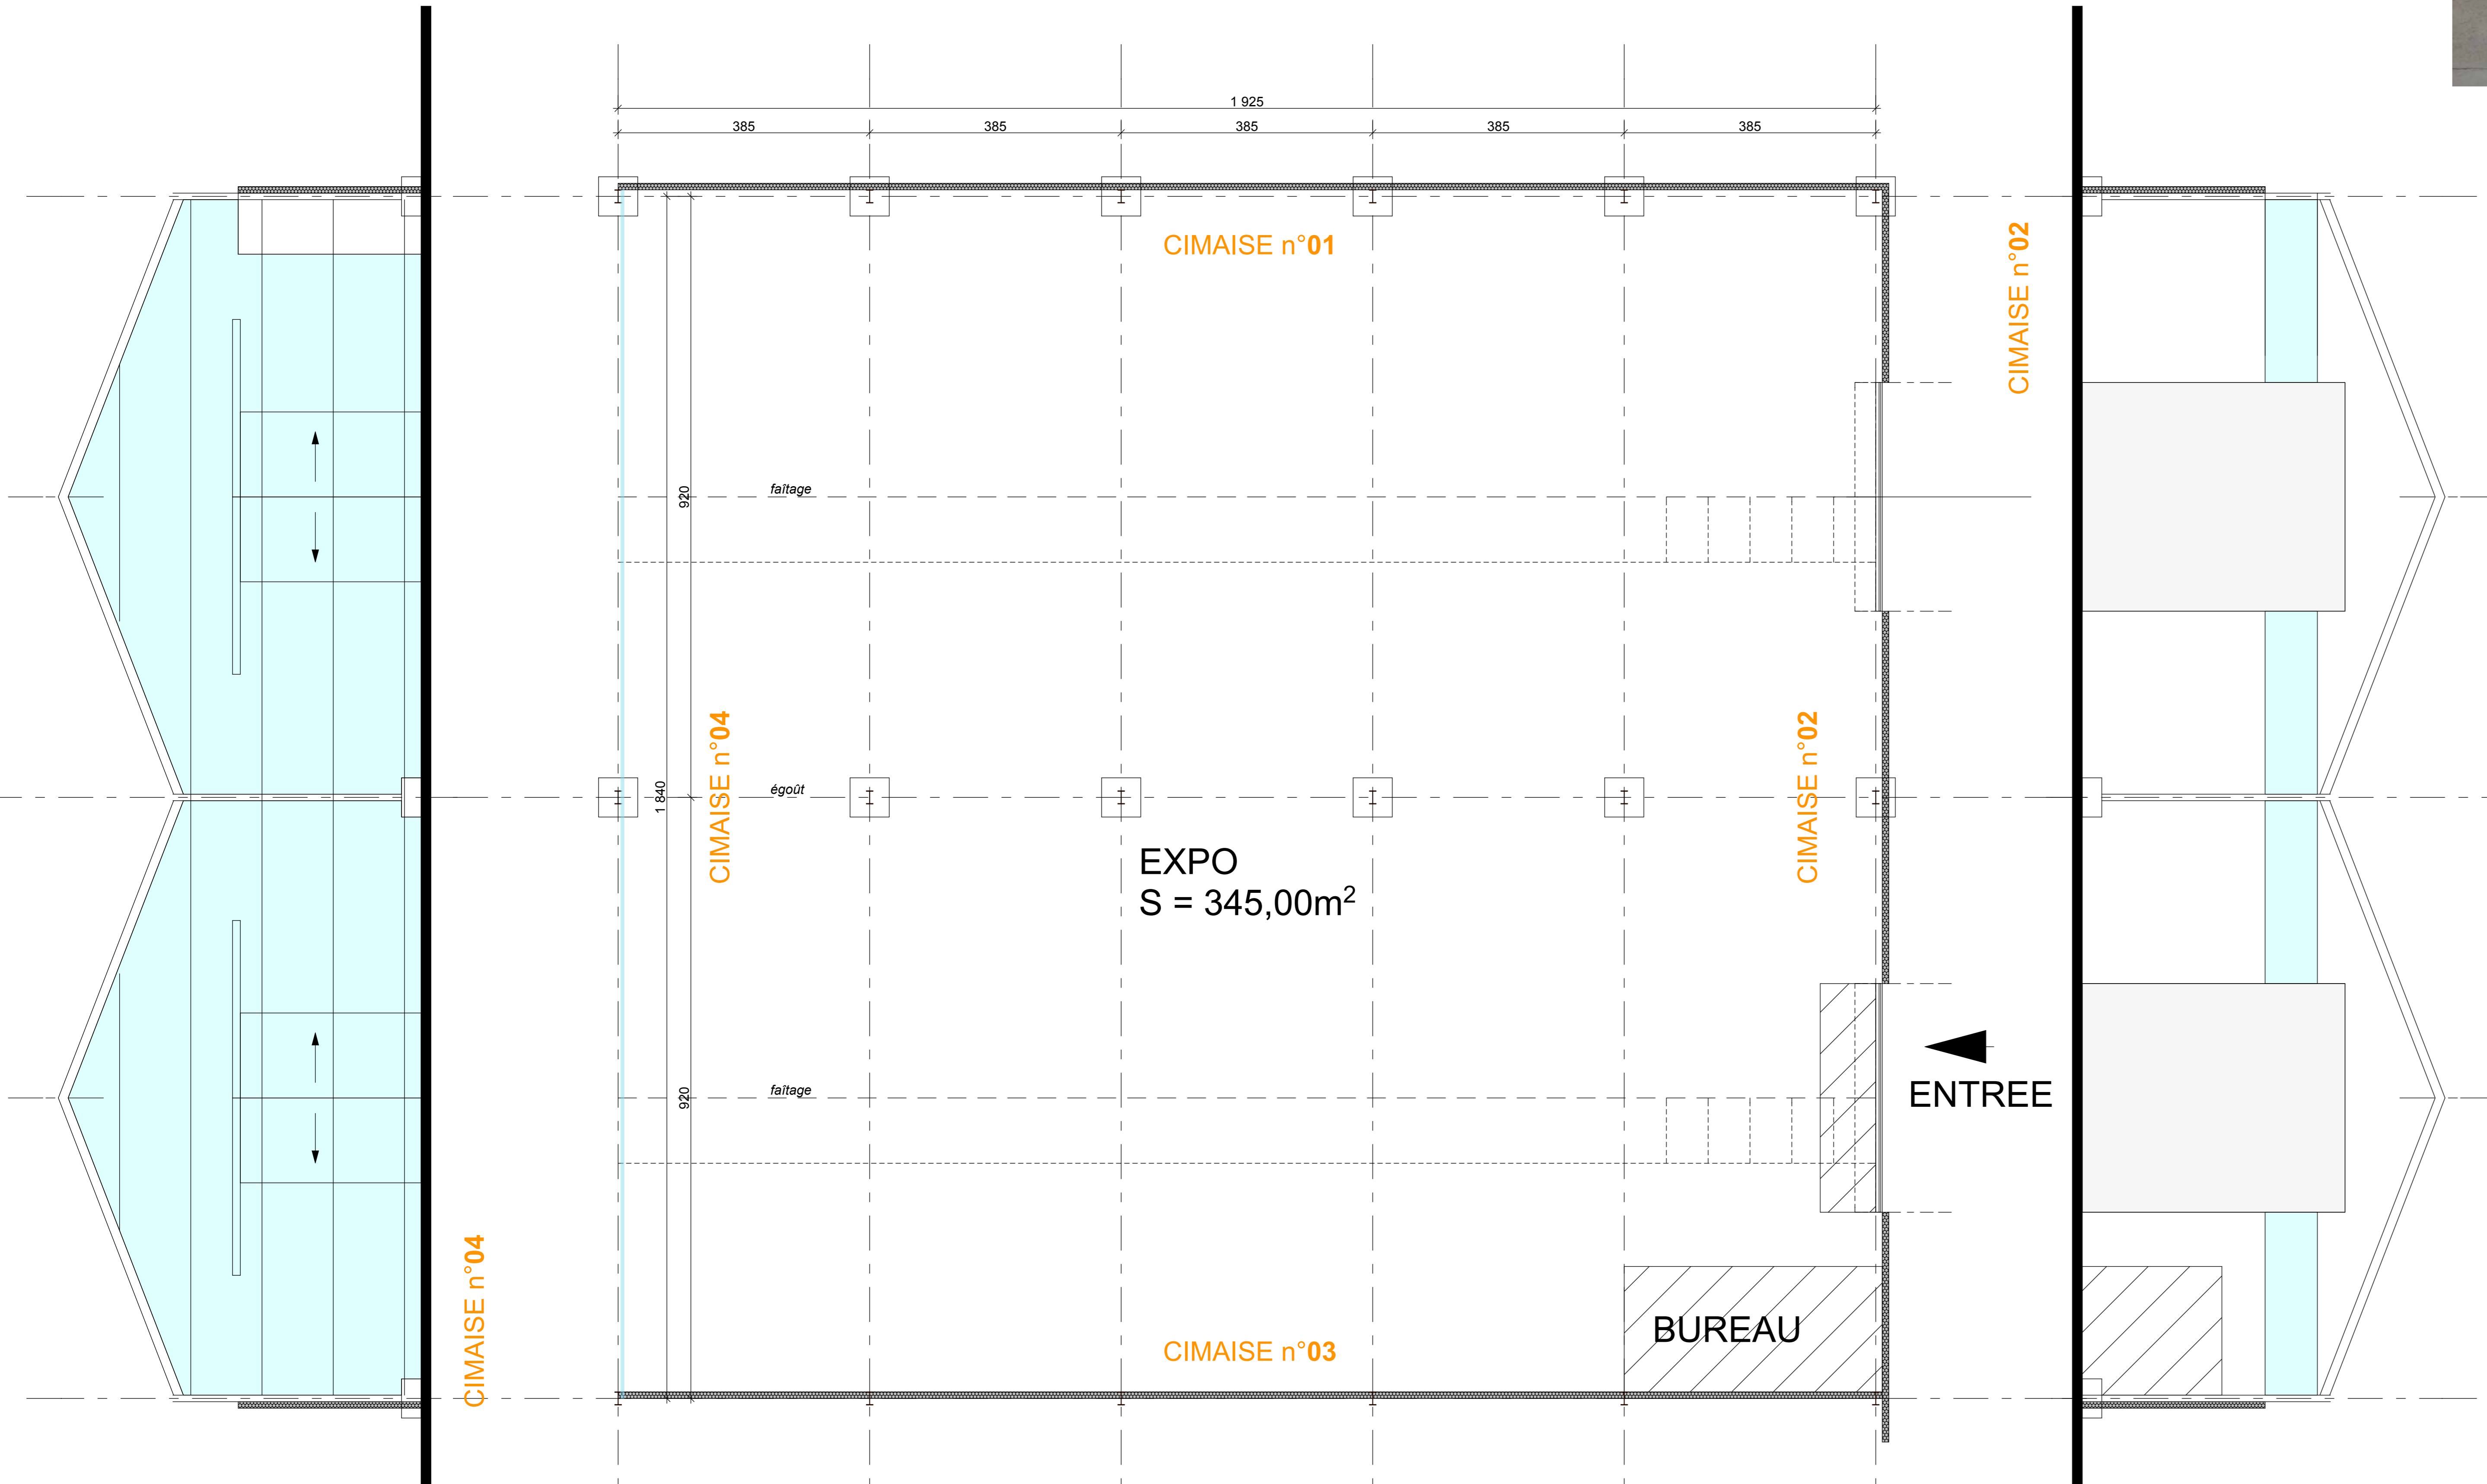 1 925
385
385
385
385
385
CIMAISE n°01
CIMAISE n°02
920
faîtage
CIMAISE n°04
CIMAISE n°02
1 840
égoût
EXPO
S = 345,00m²
920
faîtage
ENTREE
CIMAISE n°04
BUREAU
CIMAISE n°03